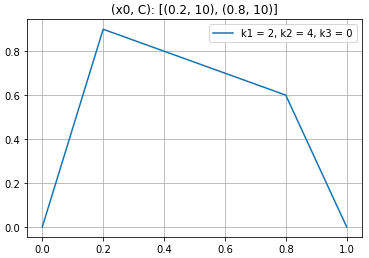 (x0, C): [(0.2, 10), (0.8, 10)]
k1 = 2, k2 = 4, k3 = 0
0.8
0.6
0.4
0.2
0.0
0.0 0.2 0.4 0.6 0.8 1.0